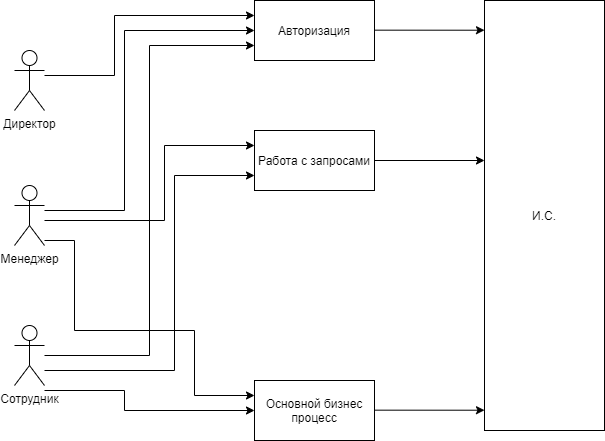 Авторизация
Директор
Работа с запросами
И.С.
Менеджер
Сотрудник
Основной бизнес
процесс